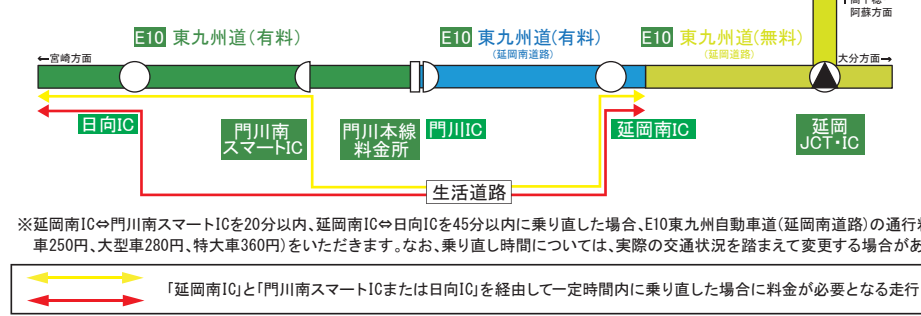 高千穂
阿蘇方面
E10 東九州道(有料)
E10 東九州道(有料)
(延岡南道路)
E10 東九州道(無料)
(延岡道路)
←宮崎方面
大分方面→
日向IC
門川南
スマートIC
門川本線
料金所
門川IC
延岡南IC
延岡
JCT・IC
生活道路
※延岡南IC⇔門川南スマートICを20分以内、延岡南IC⇔日向ICを45分以内に乗り直した場合、E10東九州自動車道(延岡南道路)の通行
車250円、大型車280円、特大車360円)をいただきます。なお、乗り直し時間については、実際の交通状況を踏まえて変更する場合があ
「延岡南IC」と「門川南スマートICまたは日向IC」を経由して一定時間内に乗り直した場合に料金が必要となる走行